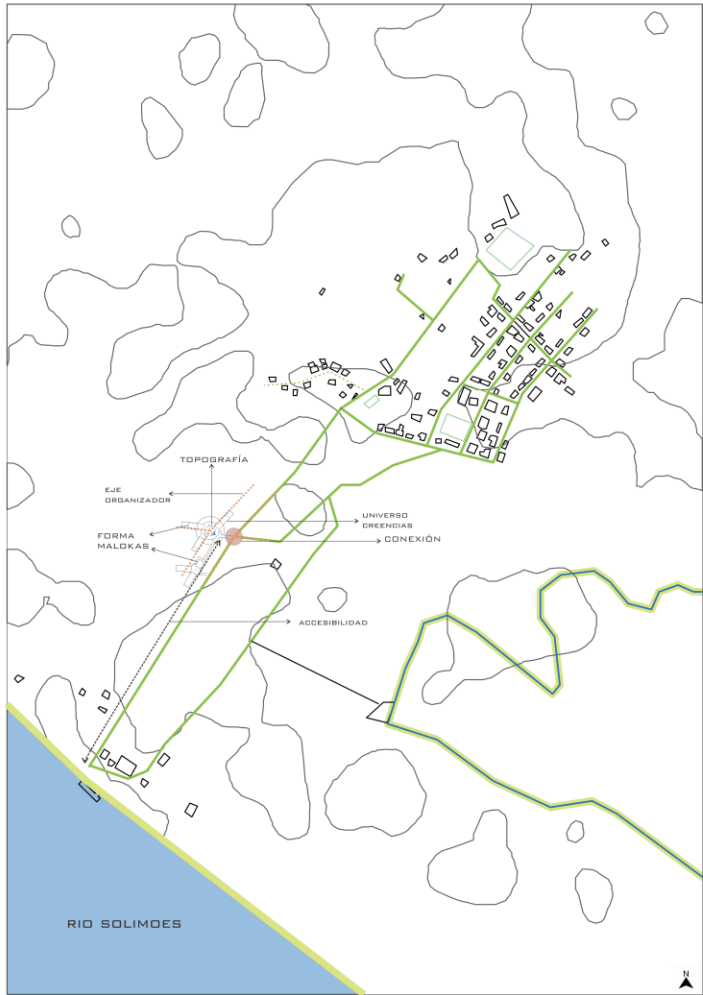 TOPOGRAFÍA
EJE
ORGANIZADOR
UNIVERSO
CREENCIAS
FORMA
MALOKAS
CONEXIÓN
ACCESIBILIDAD
RIO SOLIMOES
N